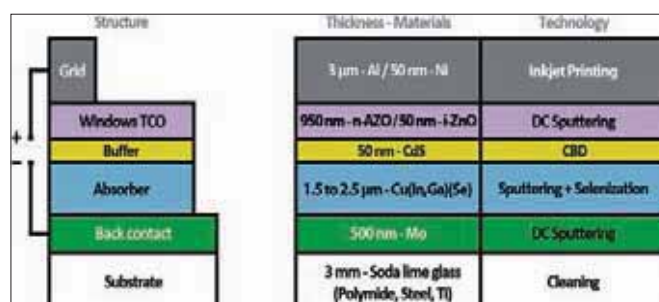 Structure Thickness - Materials Technology
Grid 3 µm - Al / 50 nm - Ni Inkjet Printing
+
Windows TCO 950 nm - n-AZO / 50 nm - i-ZnO DC Sputtering
–
Buffer 50 nm - CdS CBD
Absorber 1.5 to 2.5 µm - Cu(In,Ga)(Se) Sputtering + Selenization
Back contact 500 nm - Mo DC Sputtering
Substrate 3 mm - Soda lime glass Cleaning
(Polymide, Steel, Ti)